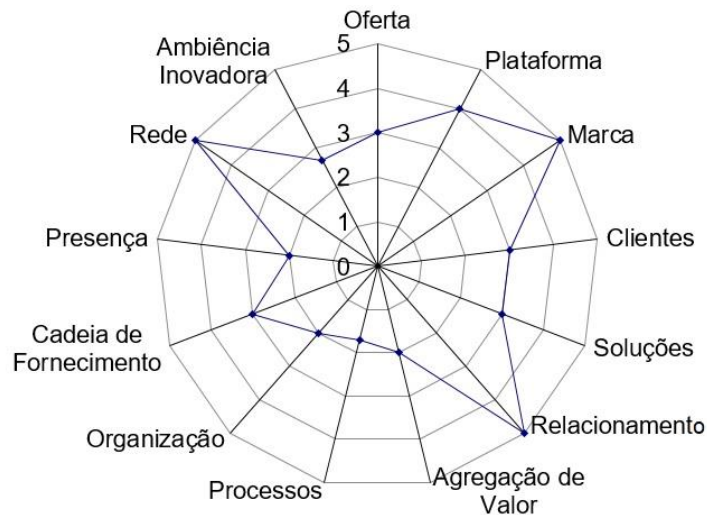 Oferta
Plataforma
Marca
Clientes
Soluções
Relacionamento
Agregação de
Valor
Processos
Organização
Cadeia de
Fornecimento
Presença
Rede
Ambiência
Inovadora
5
4
3
2
1
0